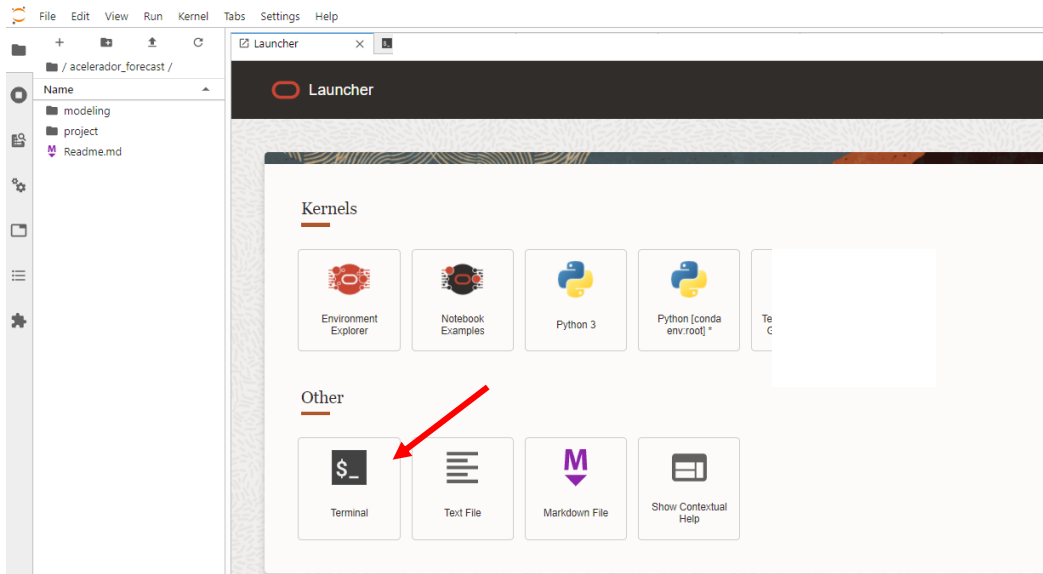 File Edit View Run Kernel Tabs Settings Help
Launcher
/ acelerador_forecast /
Launcher
Name
modeling
project
M Readme.md
Kernels
Environment
Explorer
Notebook
Examples
Python 3
Python [conda
env:root] *
Te
Other
$_
Terminal
Text File
M
Markdown File
Show Contextual
Help